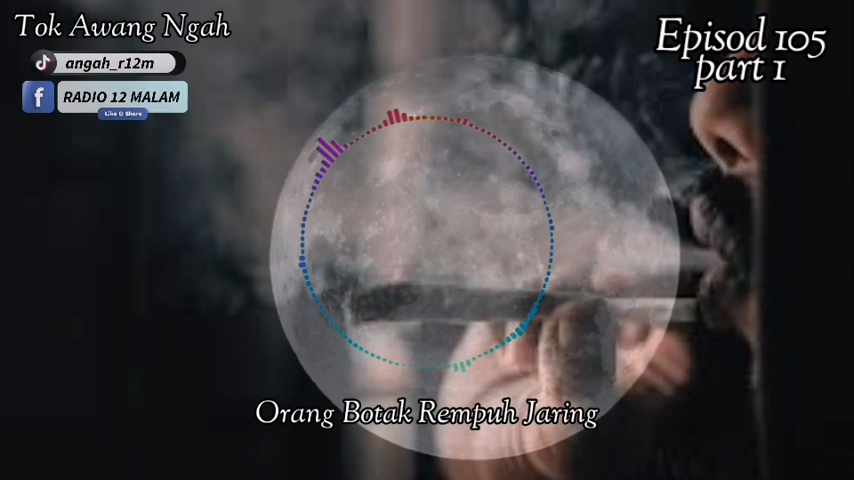 Tok Awang Ngah
angah_r12m
RADIO 12 MALAM
Like & Share
Episod 105
part 1
Orang Botak Rempuh Jaring